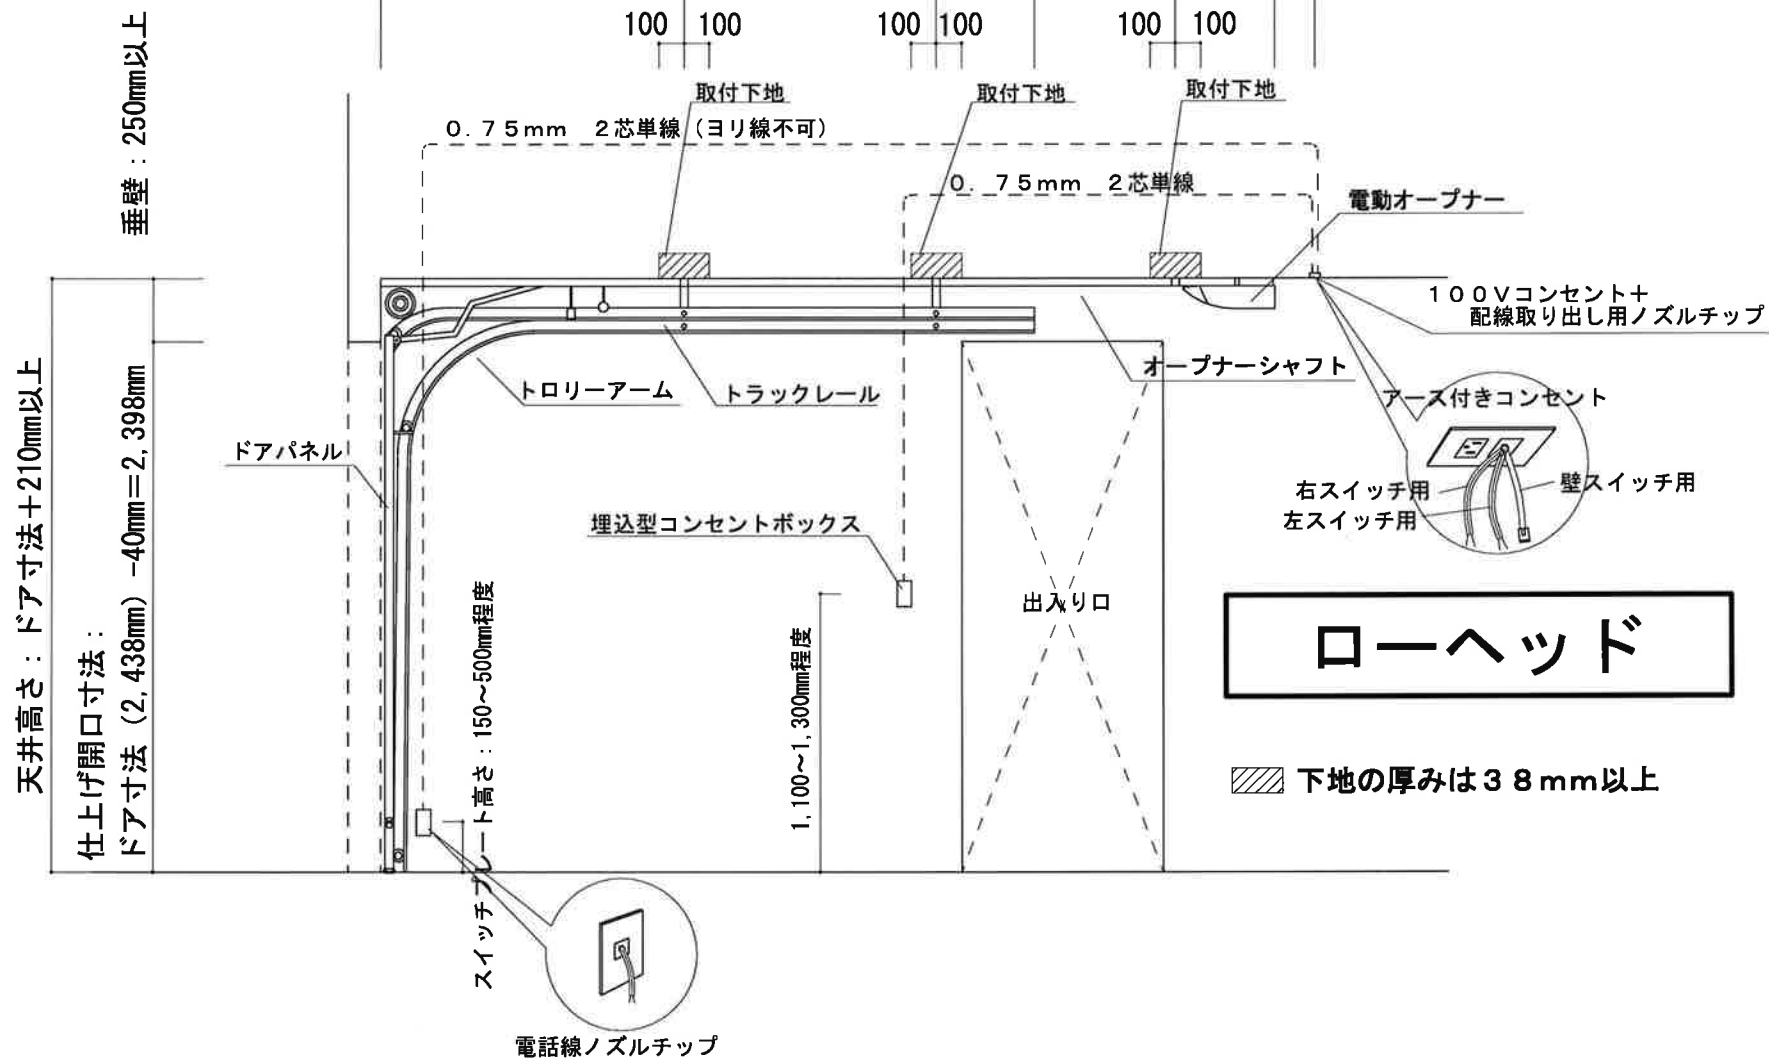 100 100
100 100
100 100
垂壁：250mm以上
取付下地
取付下地
取付下地
０．７５ｍｍ　２芯単線（ヨリ線不可）
０．７５ｍｍ　２芯単線
電動オープナー
１００Ｖコンセント＋
配線取り出し用ノズルチップ
オープナーシャフト
トロリーアーム
トラックレール
アース付きコンセント
ドアパネル
右スイッチ用
壁スイッチ用
左スイッチ用
埋込型コンセントボックス
出入り口
天井高さ：ドア寸法＋210mm以上
仕上げ開口寸法：
ドア寸法（2,438mm）-40mm＝2,398mm
スイッチプレート高さ：150～500mm程度
1,100～1,300mm程度
ローヘッド
下地の厚みは３８ｍｍ以上
電話線ノズルチップ